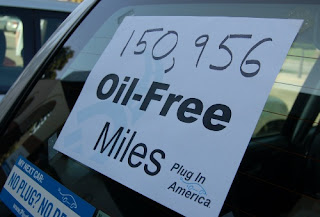 150,956
Oil-Free
Miles
Plug In
America
MY NEXT CAR:
NO PLUG? NO